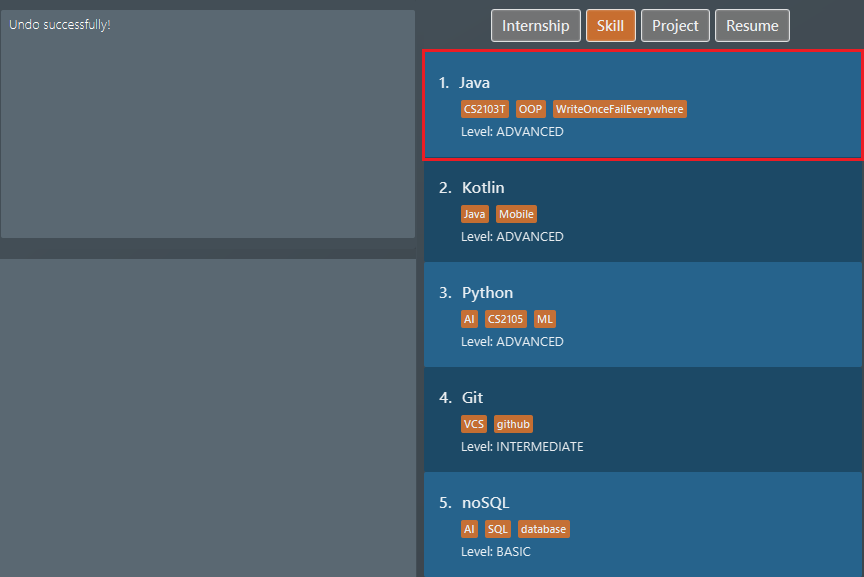 Undo successfully!
Internship Skill Project Resume
1. Java
CS2103T OOP WriteOnceFailEverywhere
Level: ADVANCED
2. Kotlin
Java Mobile
Level: ADVANCED
3. Python
AI CS2105 ML
Level: ADVANCED
4. Git
VCS github
Level: INTERMEDIATE
5. noSQL
AI SQL database
Level: BASIC